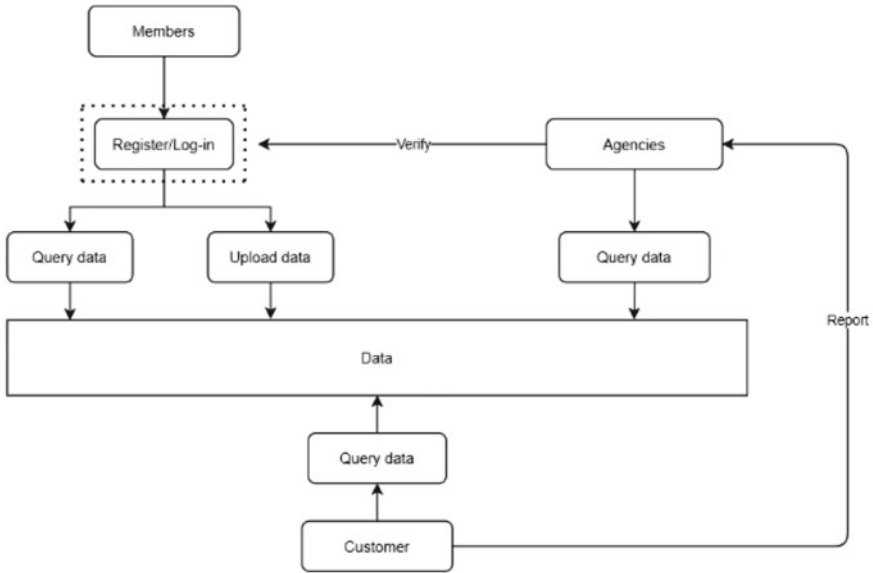 Members
Register/Log-in
Verify
Agencies
Query data
Upload data
Query data
Report
Data
Query data
Customer